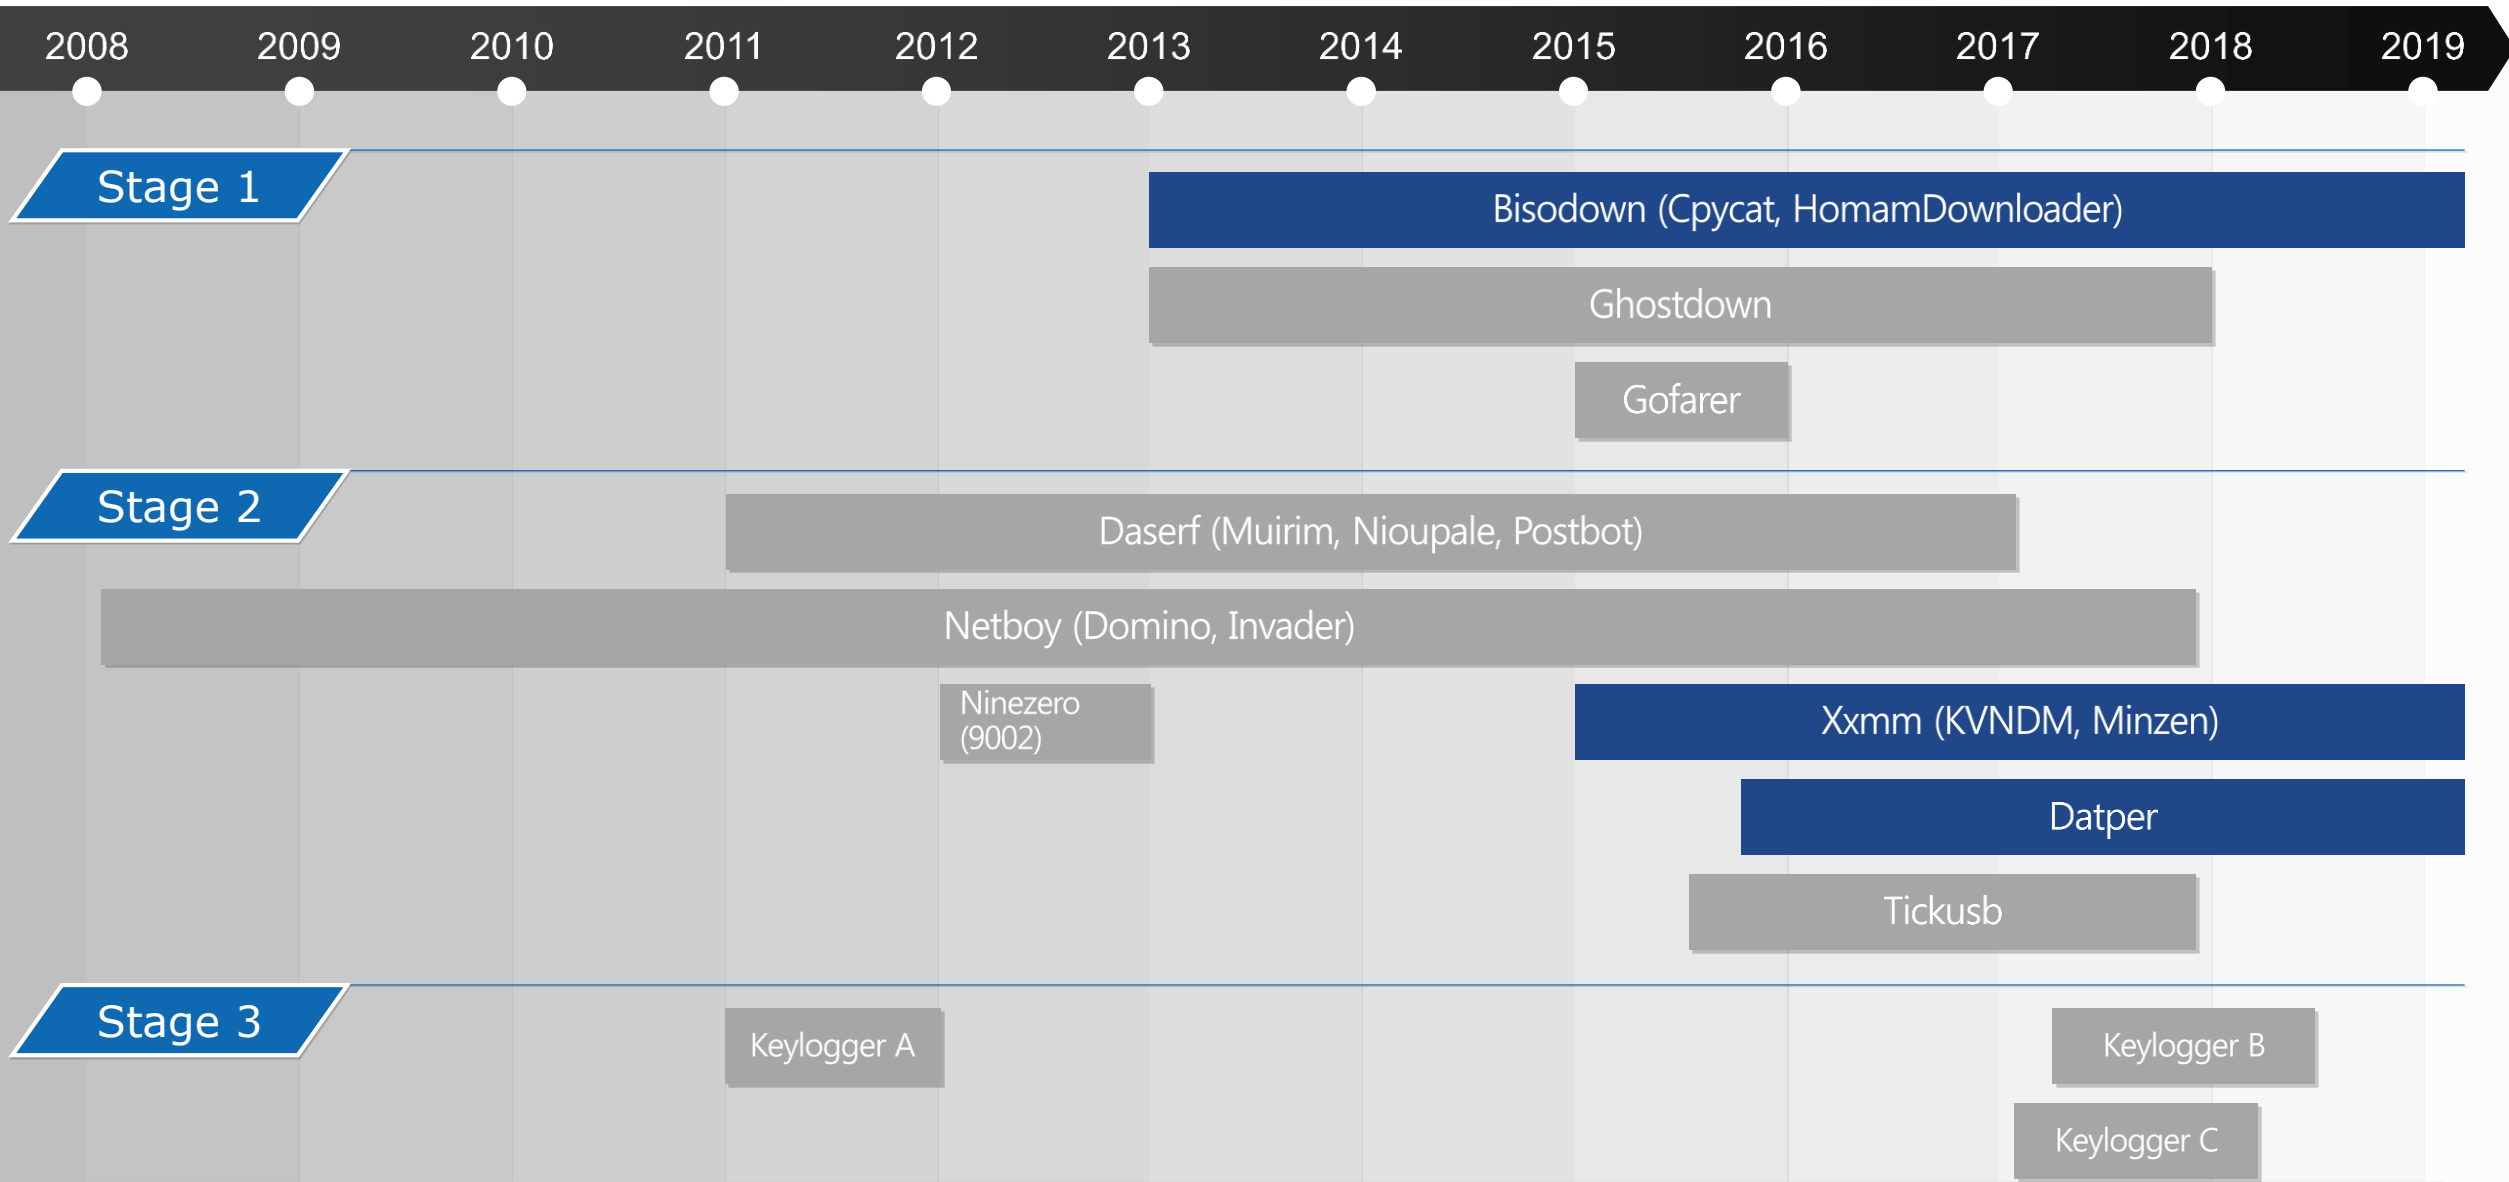 2008 2009 2010 2011 2012 2013 2014 2015 2016 2017 2018 2019
Stage 1
Bisodown (Cpycat, HomamDownloader)
Ghostdown
Gofarer
Stage 2
Daserf (Muirim, Nioupale, Postbot)
Netboy (Domino, Invader)
Ninezero
(9002)
Xxmm (KVNDM, Minzen)
Datper
Tickusb
Stage 3
Keylogger A
Keylogger B
Keylogger C